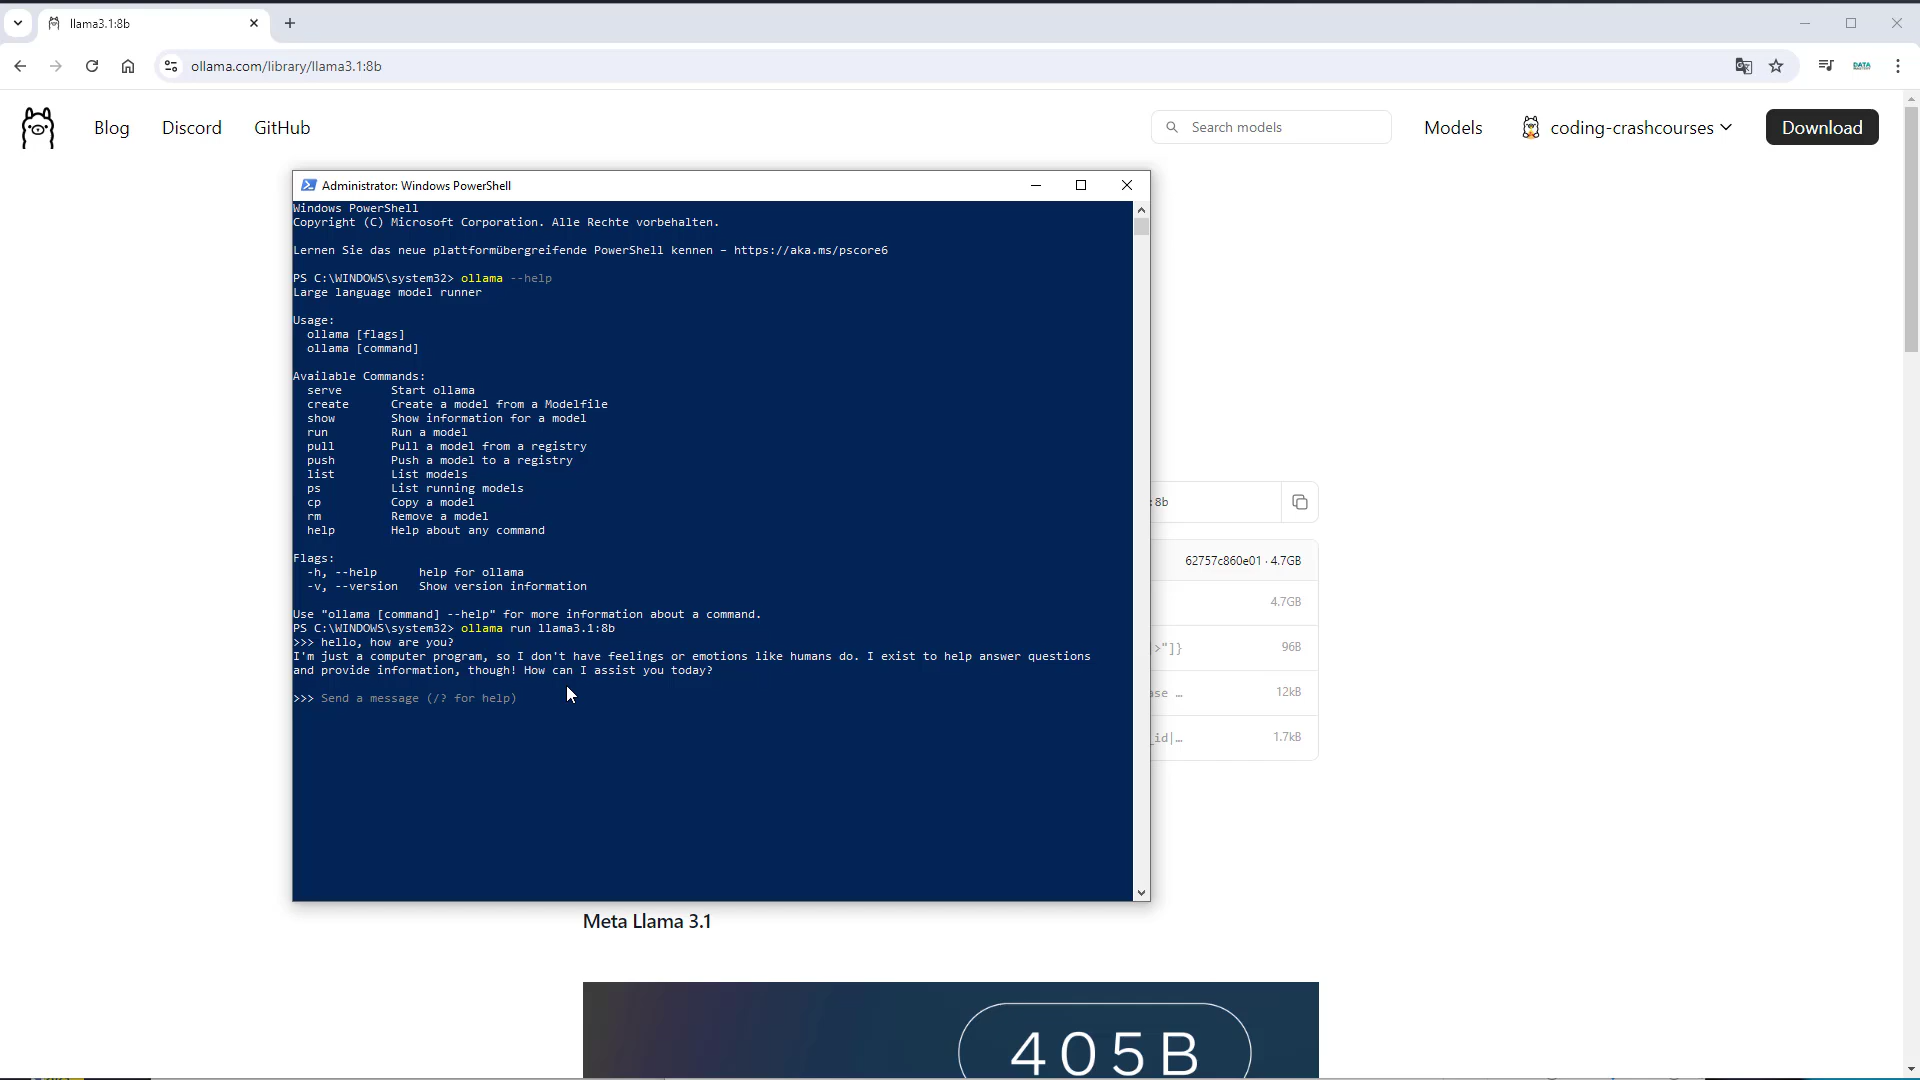 llama3.1:8b
ollama.com/library/llama3.1:8b
DATA
Blog
Discord
GitHub
Search models
Models
coding-crashcourses
Download
Administrator: Windows PowerShell
Windows PowerShell
Copyright (C) Microsoft Corporation. Alle Rechte vorbehalten.
Lernen Sie das neue plattformübergreifende PowerShell kennen – https://aka.ms/pscore6
PS C:\WINDOWS\system32> ollama --help
Large language model runner
Usage:
ollama [flags]
ollama [command]
Available Commands:
serve Start ollama
create Create a model from a Modelfile
show Show information for a model
run Run a model
pull Pull a model from a registry
push Push a model to a registry
list List models
ps List running models
cp Copy a model
rm Remove a model
help Help about any command
Flags:
-h, --help help for ollama
-v, --version Show version information
Use "ollama [command] --help" for more information about a command.
PS C:\WINDOWS\system32> ollama run llama3.1:8b
>>> hello, how are you?
I'm just a computer program, so I don't have feelings or emotions like humans do. I exist to help answer questions
and provide information, though! How can I assist you today?
>>> Send a message (/? for help)
:8b
62757c860e01 · 4.7GB
4.7GB
>"]} 96B
ase … 12kB
_id|… 1.7kB
Meta Llama 3.1
405B